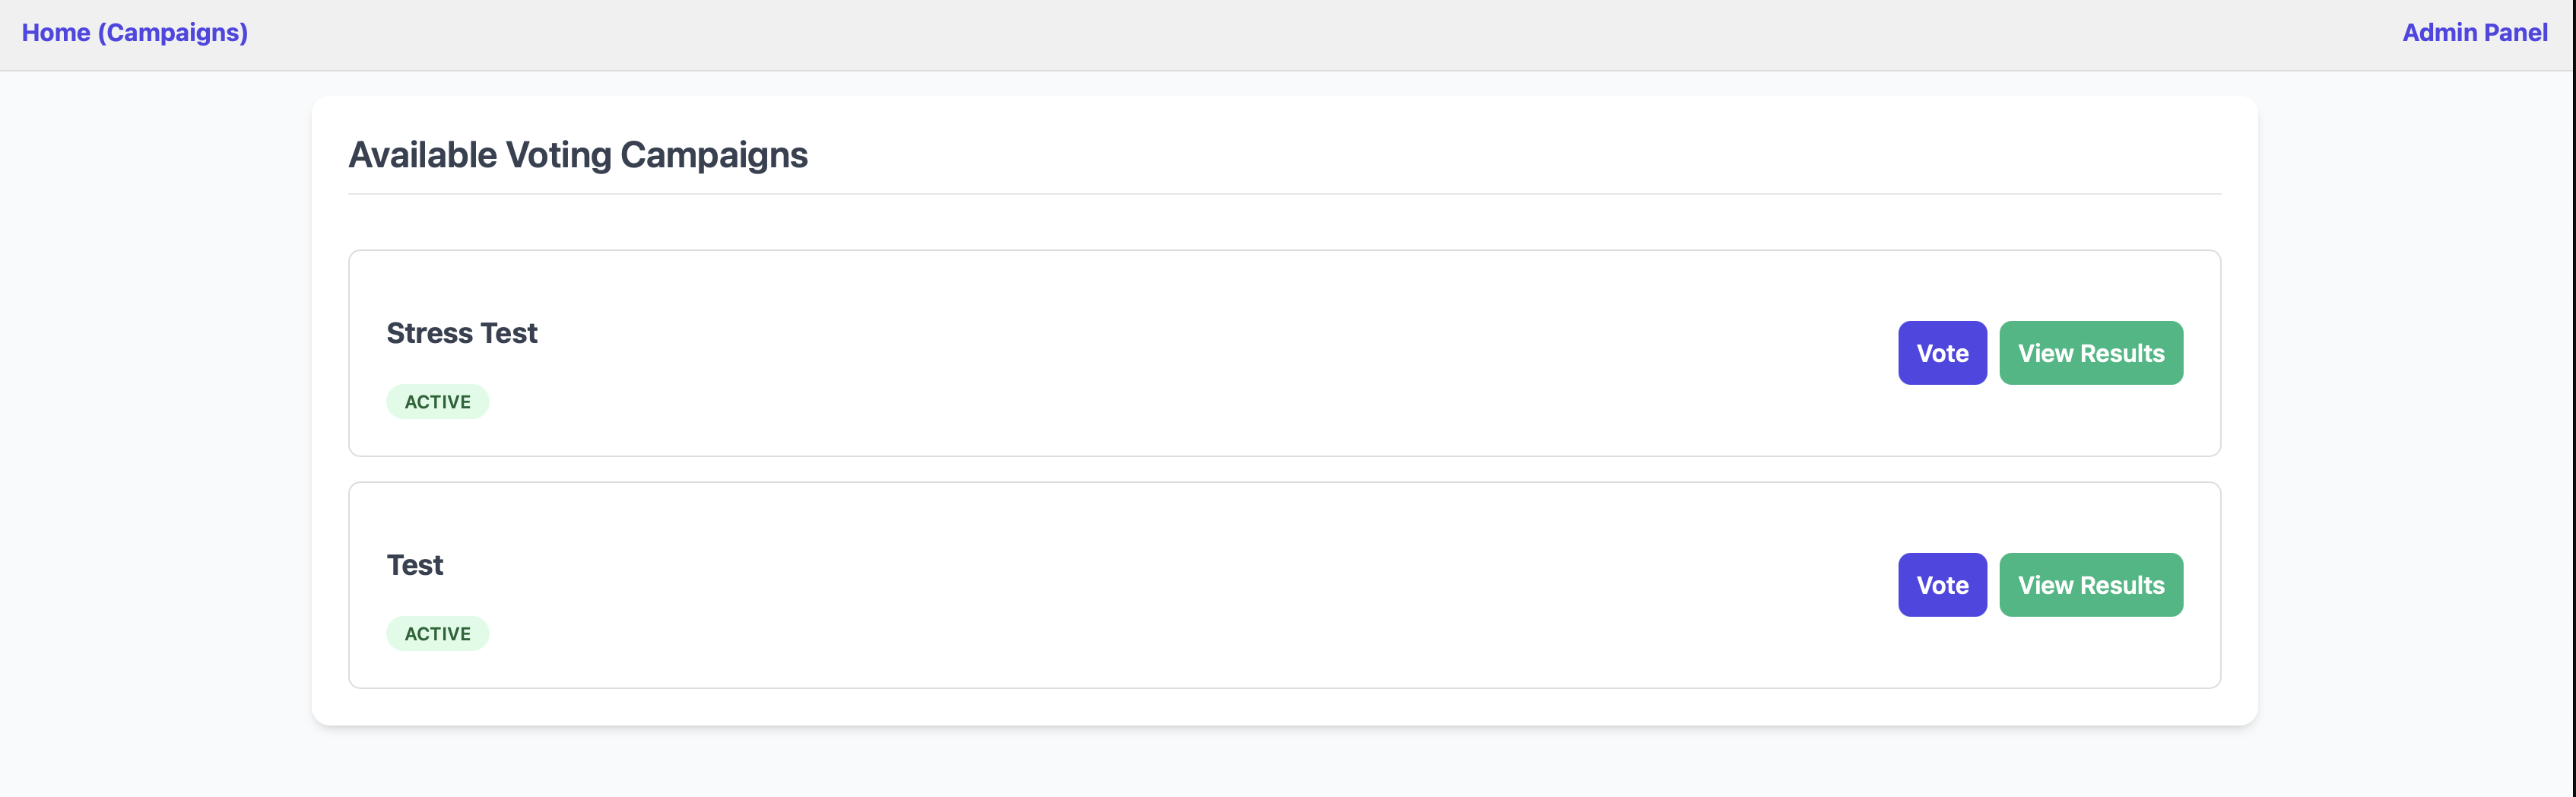 Home (Campaigns)
Admin Panel
Available Voting Campaigns
Stress Test
ACTIVE
Vote
View Results
Test
ACTIVE
Vote
View Results